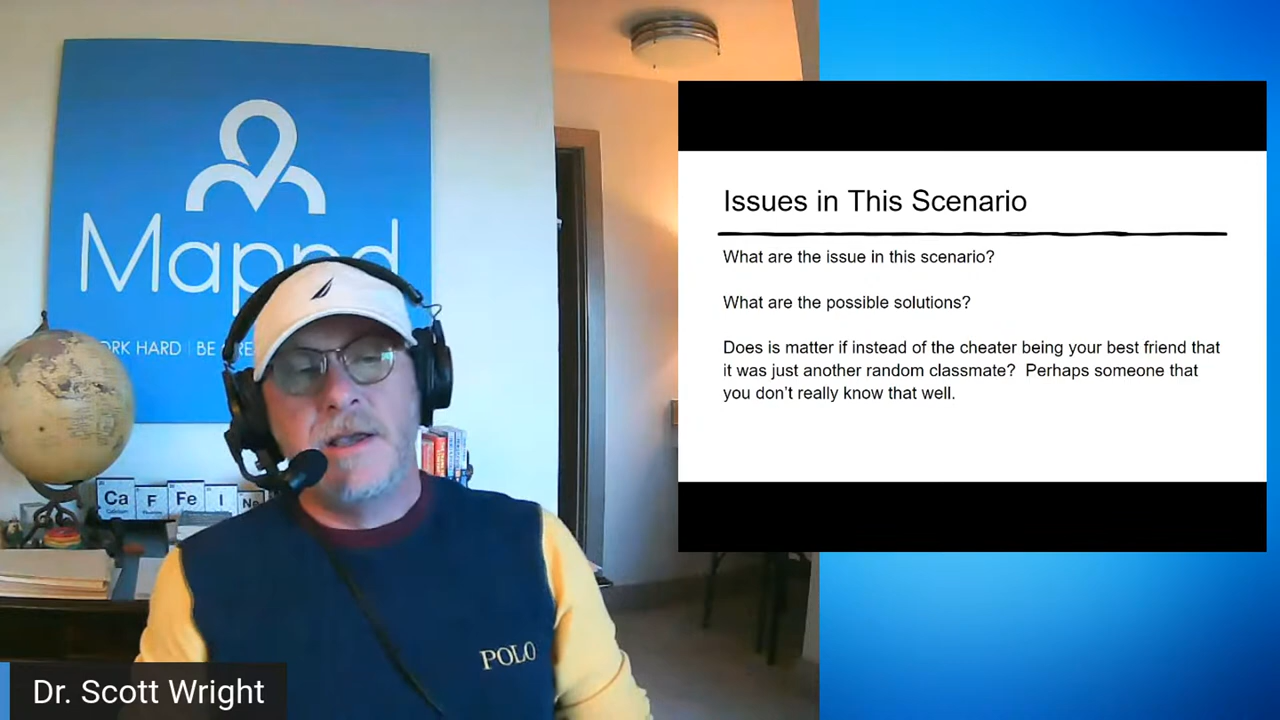 Mappd
ORK HARD | BE
Ca F Fe I Ne
POLO
Dr. Scott Wright
Issues in This Scenario
What are the issue in this scenario?
What are the possible solutions?
Does is matter if instead of the cheater being your best friend that
it was just another random classmate? Perhaps someone that
you don't really know that well.